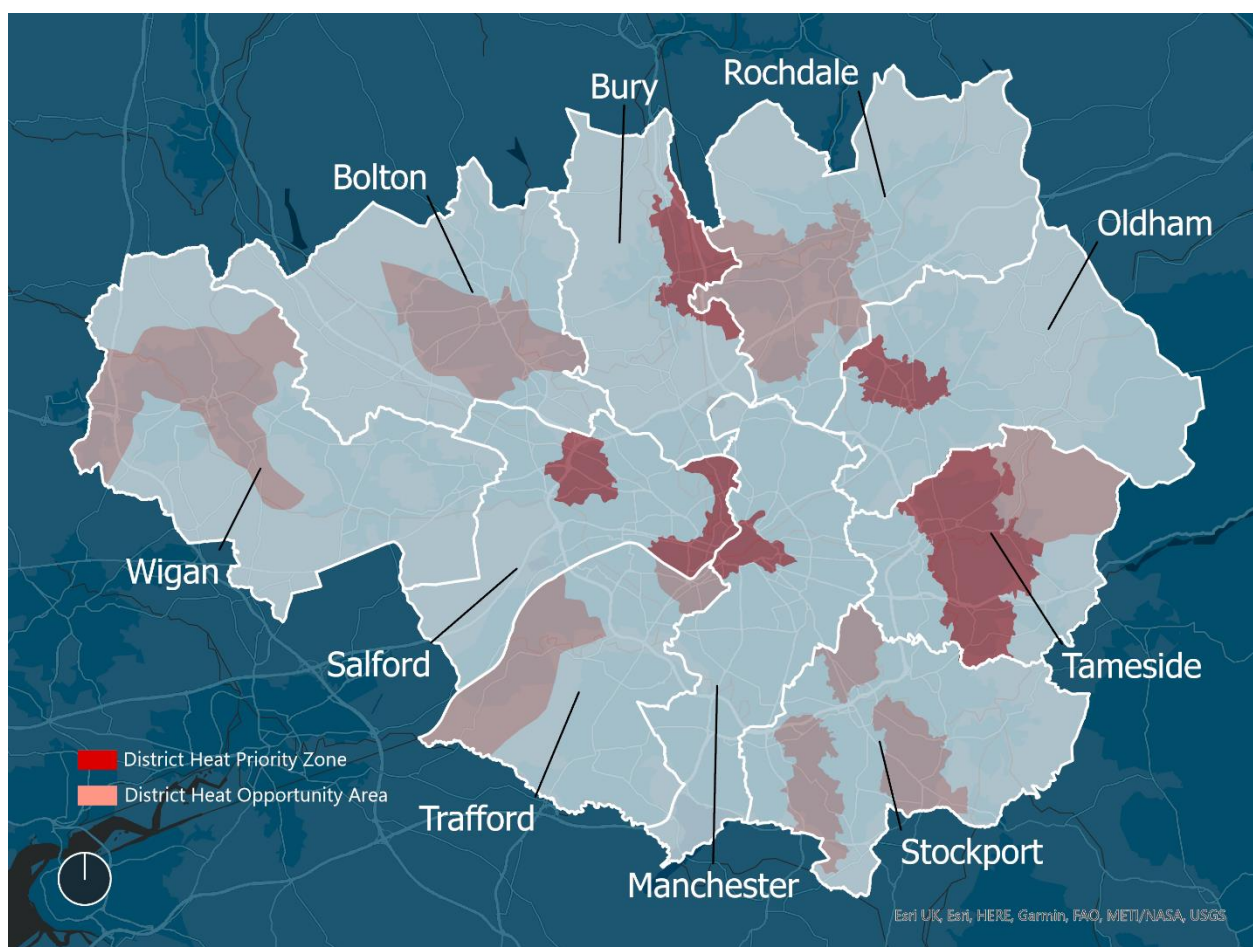 Rochdale
Bury
Bolton
Oldham
Wigan
Salford
Tameside
District Heat Priority Zone
District Heat Opportunity Area
Trafford
Stockport
Manchester
Esri UK, Esri, HERE, Garmin, FAO, METI/NASA, USGS